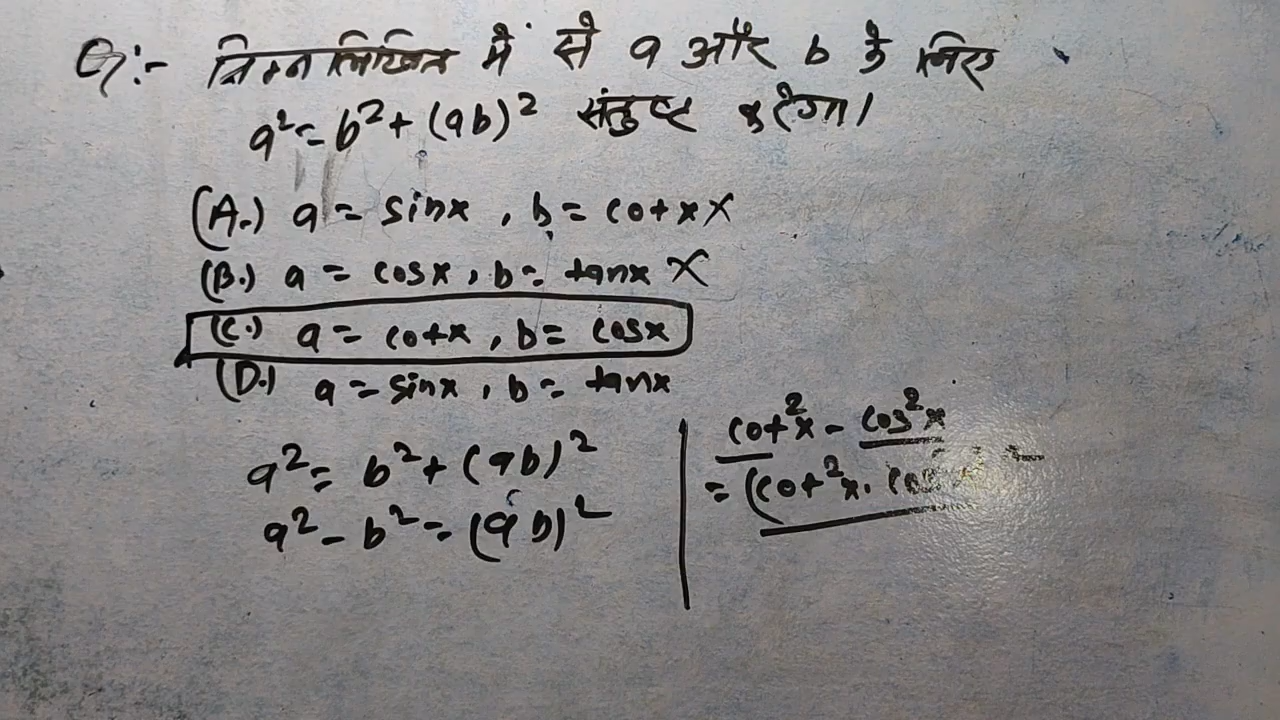 Q:- निम्नलिखित में से a और b के लिए
a² = b² + (ab)² संतुष्ट करेगा।
(A.) a = sinx , b = cotx X
(B.) a = cosx , b = tanx X
(C.) a = cotx , b = cosx
(D.) a = sinx , b = tanx
a² = b² + (ab)²
a² - b² = (ab)²
cot²x - cos²x
= (cot²x.